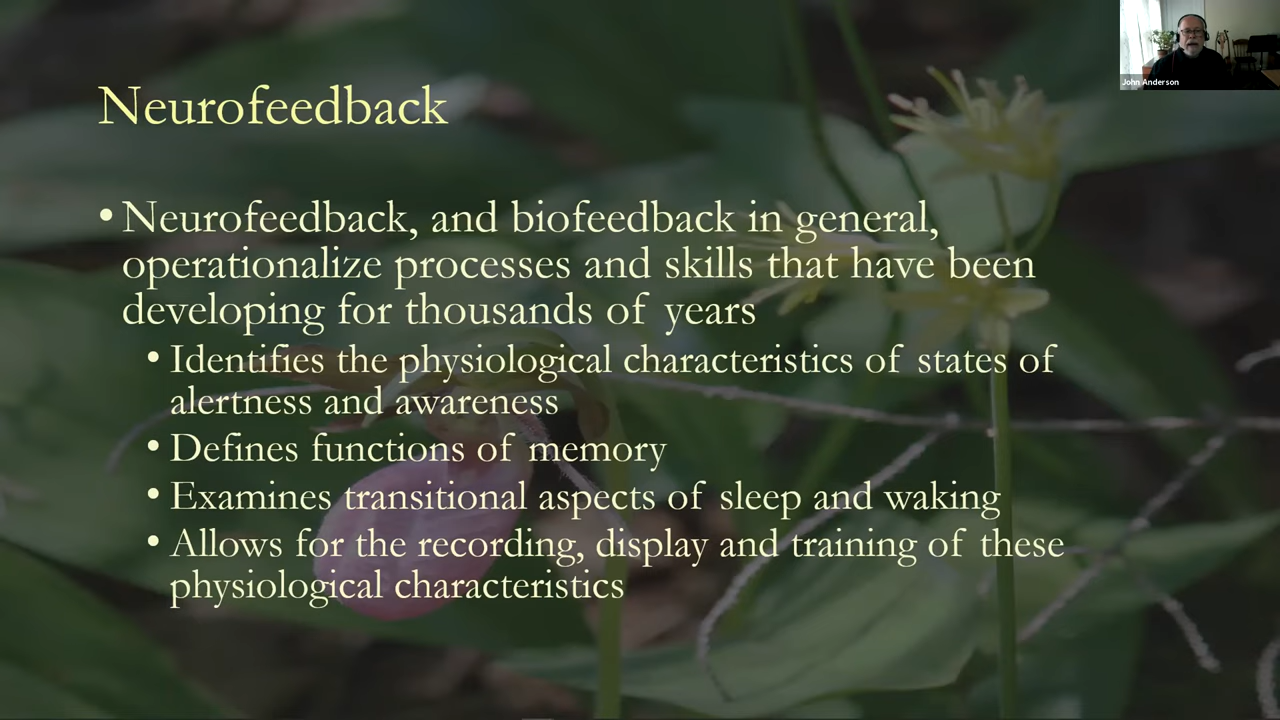 John Anderson
Neurofeedback
• Neurofeedback, and biofeedback in general,
operationalize processes and skills that have been
developing for thousands of years
• Identifies the physiological characteristics of states of
alertness and awareness
• Defines functions of memory
• Examines transitional aspects of sleep and waking
• Allows for the recording, display and training of these
physiological characteristics